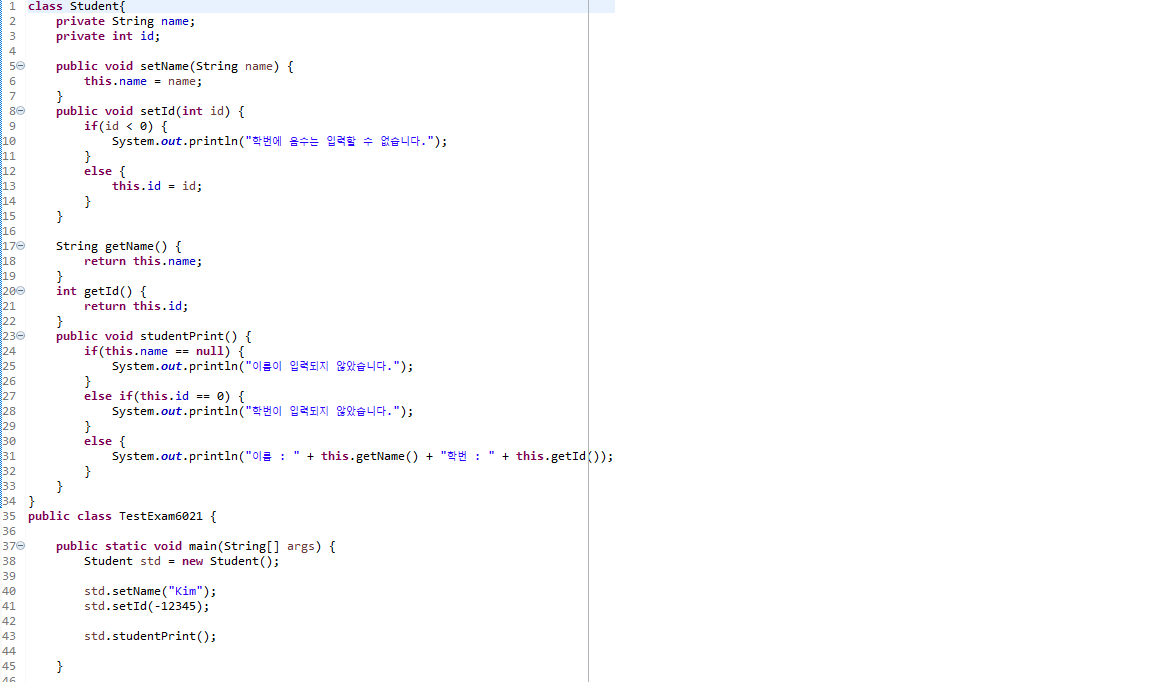 1 class Student{
2     private String name;
3     private int id;
4
5     public void setName(String name) {
6         this.name = name;
7     }
8     public void setId(int id) {
9         if(id < 0) {
10             System.out.println("학번에 음수는 입력할 수 없습니다.");
11         }
12         else {
13             this.id = id;
14         }
15     }
16
17     String getName() {
18         return this.name;
19     }
20     int getId() {
21         return this.id;
22     }
23     public void studentPrint() {
24         if(this.name == null) {
25             System.out.println("이름이 입력되지 않았습니다.");
26         }
27         else if(this.id == 0) {
28             System.out.println("학번이 입력되지 않았습니다.");
29         }
30         else {
31             System.out.println("이름 : " + this.getName() + "학번 : " + this.getId());
32         }
33     }
34 }
35 public class TestExam6021 {
36
37     public static void main(String[] args) {
38         Student std = new Student();
39
40         std.setName("Kim");
41         std.setId(-12345);
42
43         std.studentPrint();
44
45     }
46